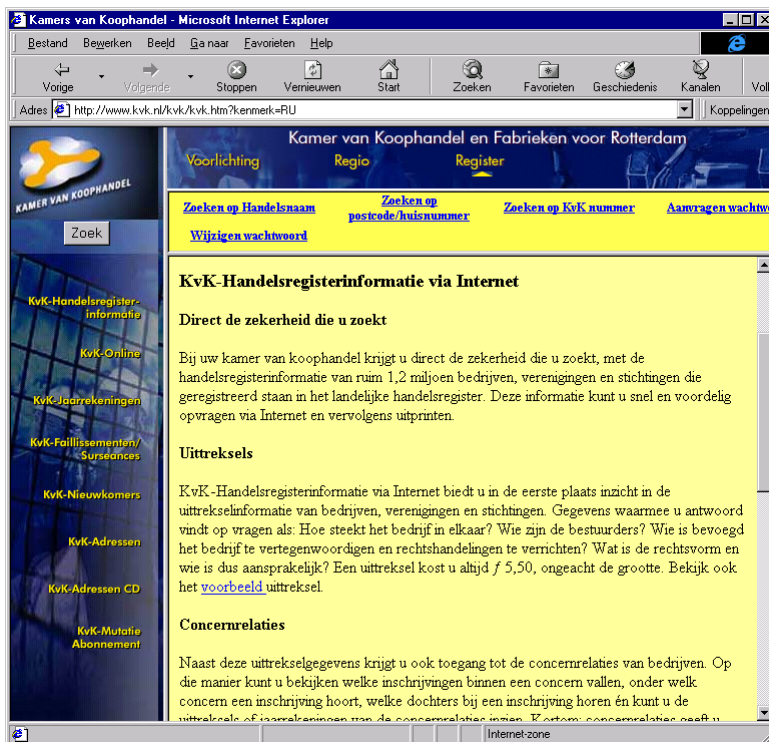 Kamers van Koophandel - Microsoft Internet Explorer
Bestand Bewerken Beeld Ga naar Favorieten Help
Vorige Volgende Stoppen Vernieuwen Start Zoeken Favorieten Geschiedenis Kanalen
Adres http://www.kvk.nl/kvk/kvk.htm?kenmerk=RU Koppelingen
KAMER VAN KOOPHANDEL
Zoek
KvK-Handelsregister-
informatie
KvK-Online
KvK-Jaarrekeningen
KvK-Faillissementen/
Surseances
KvK-Nieuwkomers
KvK-Adressen
KvK-Adressen CD
KvK-Mutatie
Abonnement
Kamer van Koophandel en Fabrieken voor Rotterdam
Voorlichting Regio Register
Zoeken op Handelsnaam Zoeken op
postcode/huisnummer Zoeken op KvK nummer Aanvragen
Wijzigen wachtwoord
KvK-Handelsregisterinformatie via Internet
Direct de zekerheid die u zoekt
Bij uw kamer van koophandel krijgt u direct de zekerheid die u zoekt, met de
handelsregisterinformatie van ruim 1,2 miljoen bedrijven, verenigingen en stichtingen die
geregistreerd staan in het landelijke handelsregister. Deze informatie kunt u snel en voordelig
opvragen via Internet en vervolgens uitprinten.
Uittreksels
KvK-Handelsregisterinformatie via Internet biedt u in de eerste plaats inzicht in de
uittrekselinformatie van bedrijven, verenigingen en stichtingen. Gegevens waarmee u antwoord
vindt op vragen als: Hoe steekt het bedrijf in elkaar? Wie zijn de bestuurders? Wie is bevoegd
het bedrijf te vertegenwoordigen en rechtshandelingen te verrichten? Wat is de rechtsvorm en
wie is dus aansprakelijk? Een uittreksel kost u altijd ƒ 5,50, ongeacht de grootte. Bekijk ook
het voorbeeld uittreksel.
Concernrelaties
Naast deze uittrekselgegevens krijgt u ook toegang tot de concernrelaties van bedrijven. Op
die manier kunt u bekijken welke inschrijvingen binnen een concern vallen, onder welk
concern een inschrijving hoort, welke dochters bij een inschrijving horen én kunt u de
uittreksels of jaarrekeningen van de concernrelaties inzien. Kortom: concernrelaties geeft u
Internet-zone